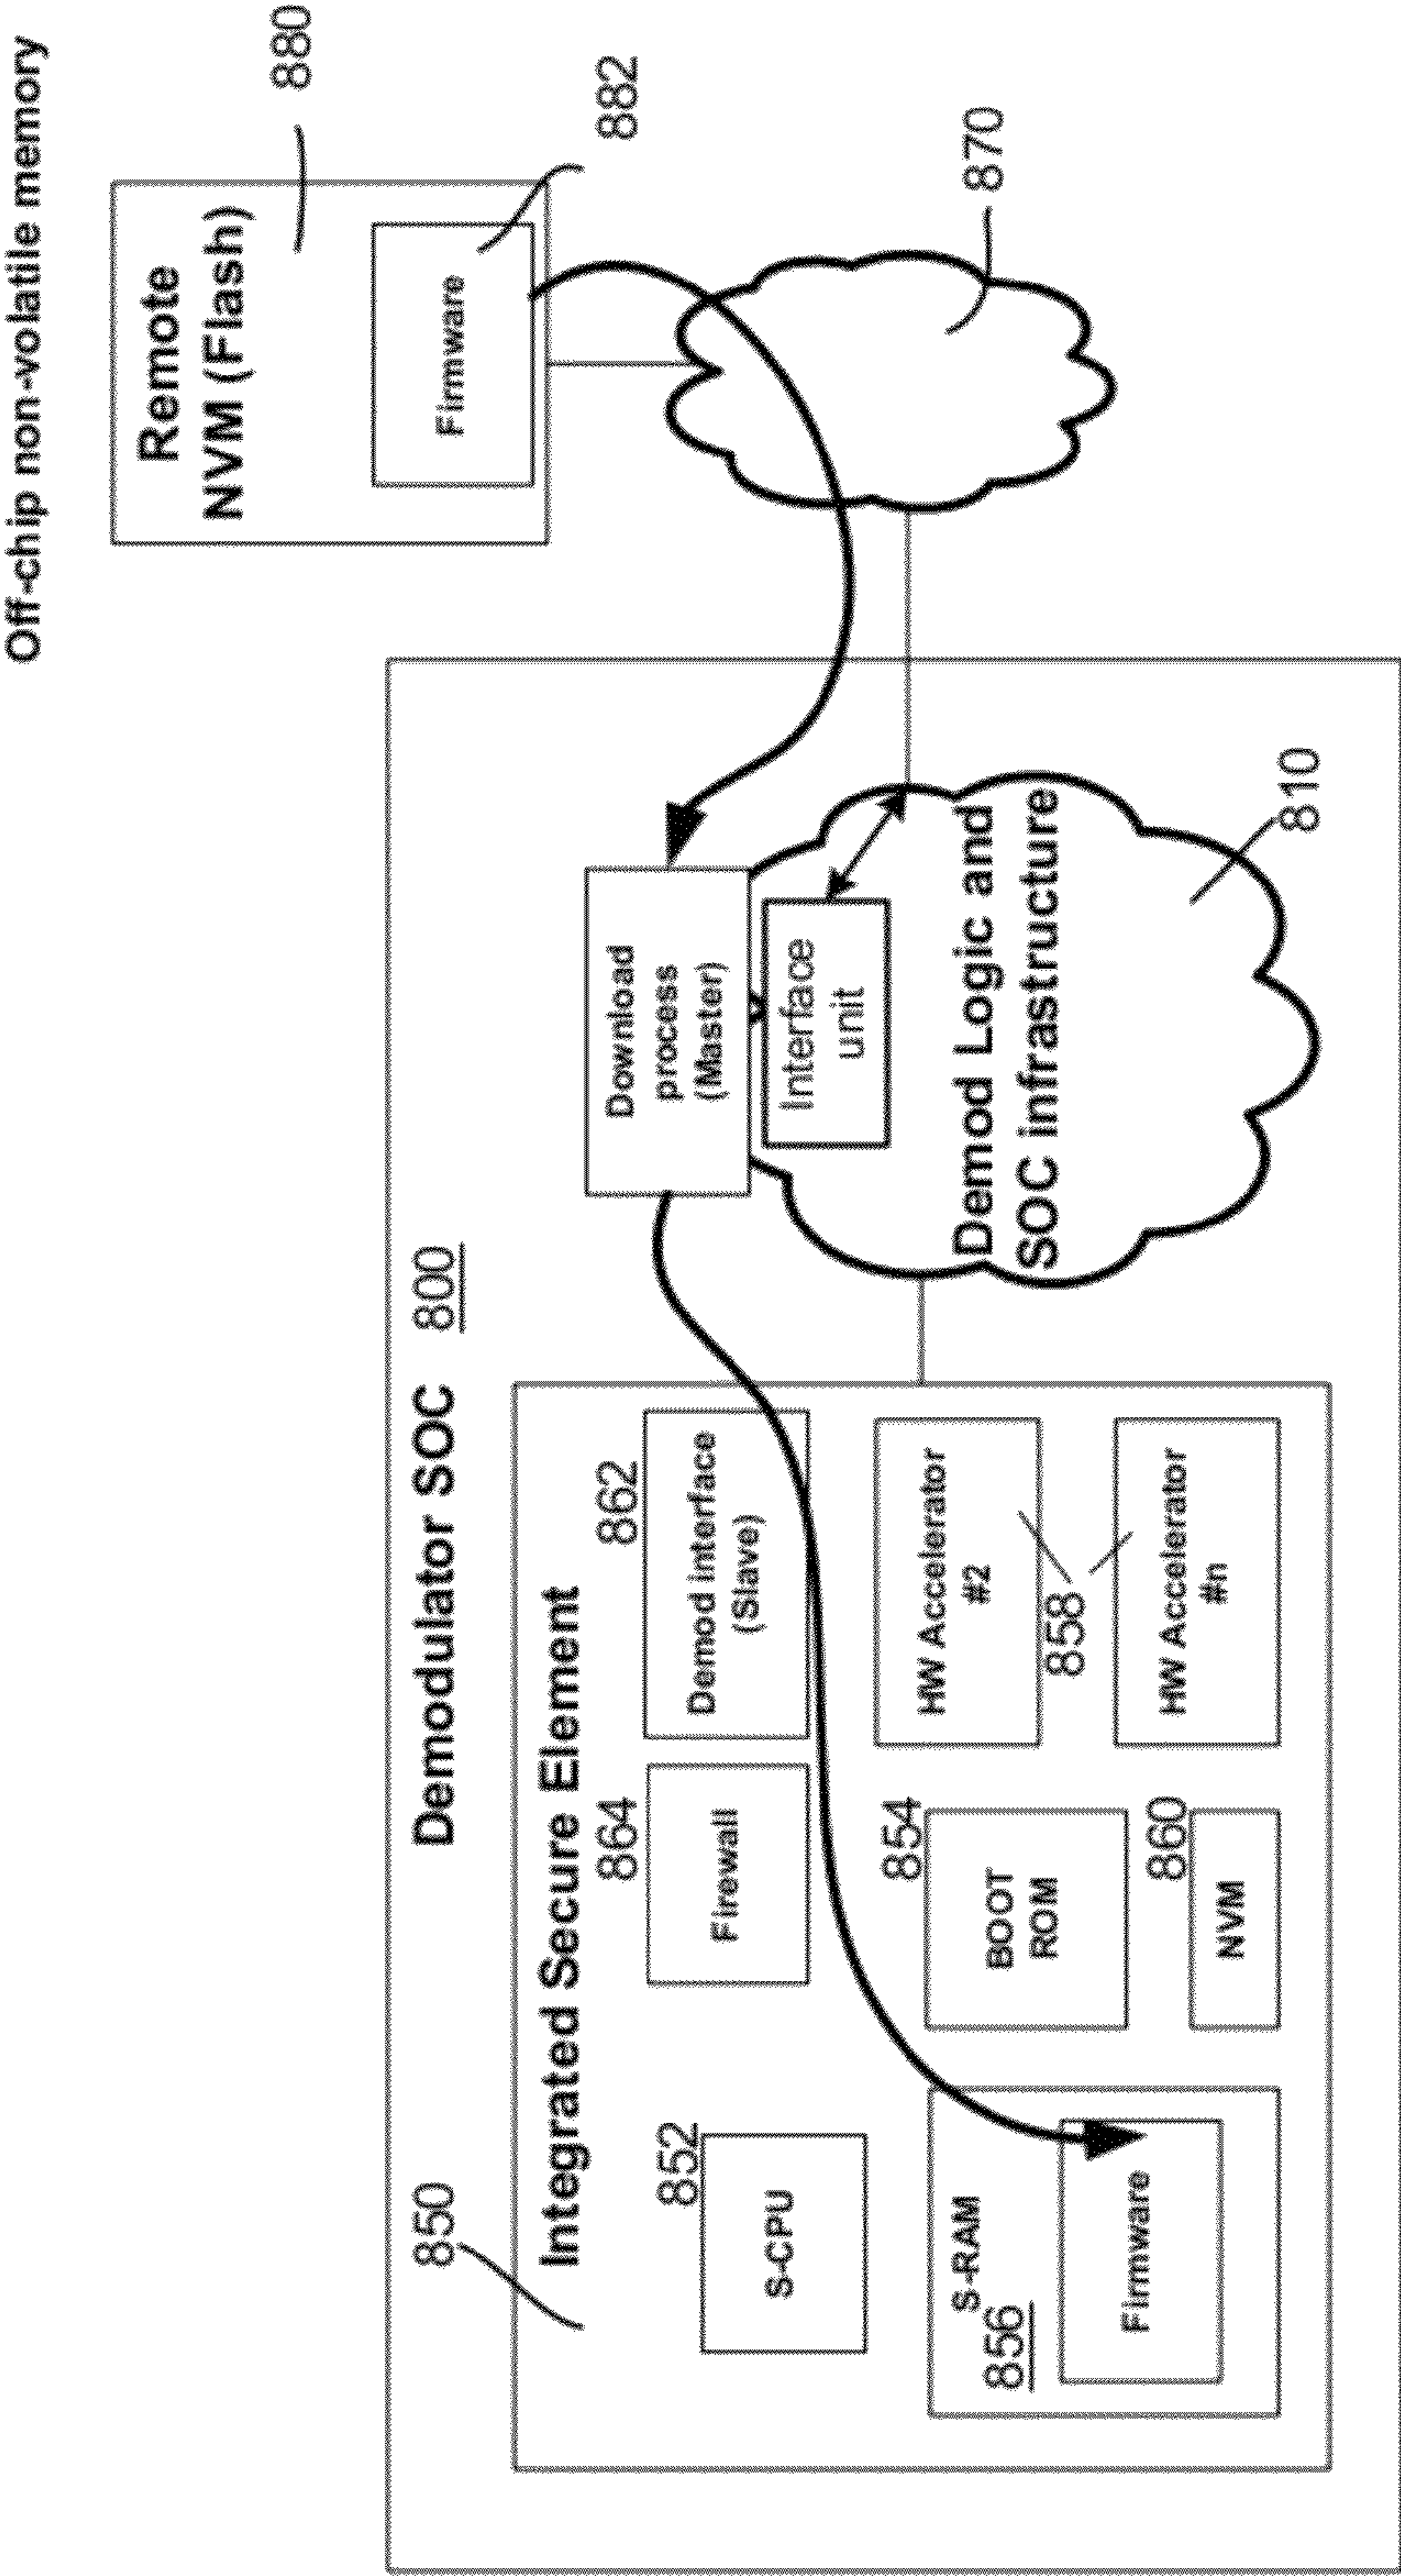 Off-chip non-volatile memory
Remote
NVM (Flash)
880
Firmware
882
870
Demodulator SOC 800
850
Integrated Secure Element
852
S-CPU
864
Firewall
862
Demod interface
(Slave)
Download
process
(Master)
Interface
unit
Demod Logic and
SOC infrastructure
810
S-RAM
856
Firmware
854
BOOT
ROM
860
NVM
HW Accelerator
#2
858
HW Accelerator
#n